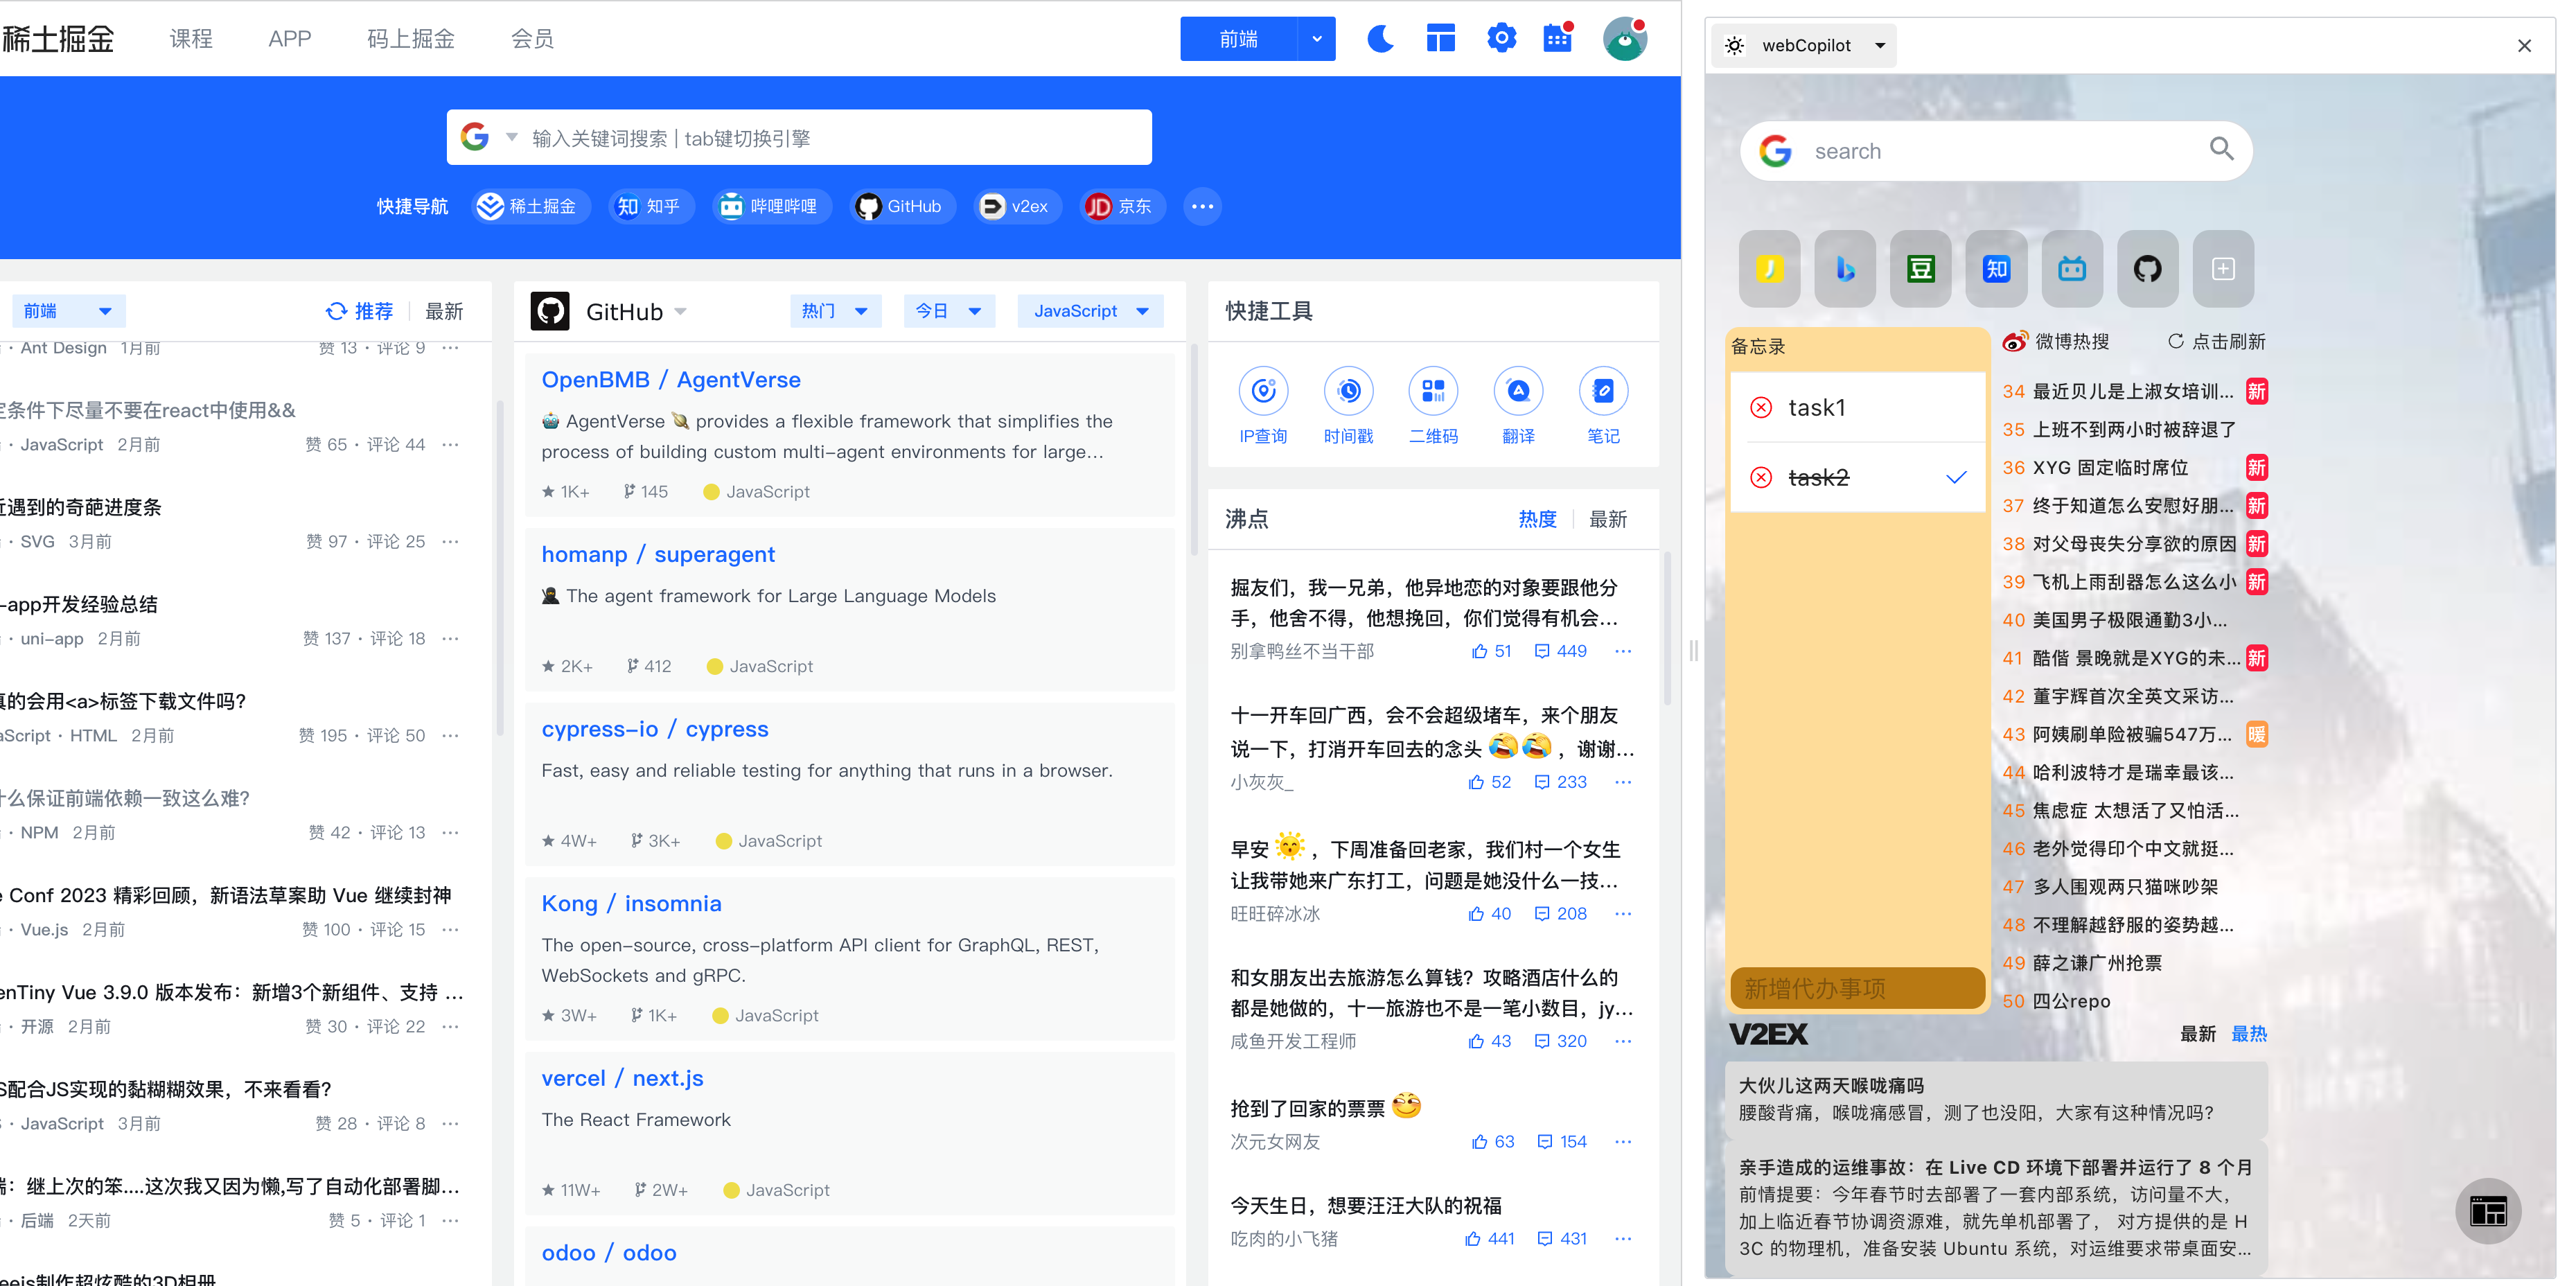 稀土掘金 课程 APP 码上掘金 会员 前端
输入关键词搜索 | tab键切换引擎
快捷导航 稀土掘金 知乎 哔哩哔哩 GitHub v2ex 京东 ···
前端 推荐 最新
· Ant Design 1月前 赞 13 · 评论 9 ···
条件下尽量不要在react中使用&&
· JavaScript 2月前 赞 65 · 评论 44 ···
遇到的奇葩进度条
· SVG 3月前 赞 97 · 评论 25 ···
-app开发经验总结
· uni-app 2月前 赞 137 · 评论 18 ···
真的会用<a>标签下载文件吗?
aScript · HTML 2月前 赞 195 · 评论 50 ···
什么保证前端依赖一致这么难?
· NPM 2月前 赞 42 · 评论 13 ···
e Conf 2023 精彩回顾，新语法草案助 Vue 继续封神
· Vue.js 2月前 赞 100 · 评论 15 ···
enTiny Vue 3.9.0 版本发布：新增3个新组件、支持 ...
· 开源 2月前 赞 30 · 评论 22 ···
S配合JS实现的黏糊糊效果，不来看看?
· JavaScript 3月前 赞 28 · 评论 8 ···
端：继上次的笨....这次我又因为懒,写了自动化部署脚...
· 后端 2天前 赞 5 · 评论 1 ···
eejs制作超炫酷的3D相册
GitHub 热门 今日 JavaScript
OpenBMB / AgentVerse
🤖 AgentVerse 🪐 provides a flexible framework that simplifies the
process of building custom multi-agent environments for large...
1K+ 145 JavaScript
homanp / superagent
🥷 The agent framework for Large Language Models
2K+ 412 JavaScript
cypress-io / cypress
Fast, easy and reliable testing for anything that runs in a browser.
4W+ 3K+ JavaScript
Kong / insomnia
The open-source, cross-platform API client for GraphQL, REST,
WebSockets and gRPC.
3W+ 1K+ JavaScript
vercel / next.js
The React Framework
11W+ 2W+ JavaScript
odoo / odoo
快捷工具
IP查询 时间戳 二维码 翻译 笔记
沸点 热度 最新
掘友们，我一兄弟，他异地恋的对象要跟他分
手，他舍不得，他想挽回，你们觉得有机会...
别拿鸭丝不当干部 51 449 ···
十一开车回广西，会不会超级堵车，来个朋友
说一下，打消开车回去的念头 😂😂 ，谢谢...
小灰灰_ 52 233 ···
早安 🌞 ，下周准备回老家，我们村一个女生
让我带她来广东打工，问题是她没什么一技...
旺旺碎冰冰 40 208 ···
和女朋友出去旅游怎么算钱？攻略酒店什么的
都是她做的，十一旅游也不是一笔小数目，jy...
咸鱼开发工程师 43 320 ···
抢到了回家的票票
次元女网友 63 154 ···
今天生日，想要汪汪大队的祝福
吃肉的小飞猪 441 431 ···
webCopilot
search
豆 知
备忘录
task1
task2
新增代办事项
微博热搜 点击刷新
34 最近贝儿是上淑女培训... 新
35 上班不到两小时被辞退了
36 XYG 固定临时席位 新
37 终于知道怎么安慰好朋... 新
38 对父母丧失分享欲的原因 新
39 飞机上雨刮器怎么这么小 新
40 美国男子极限通勤3小...
41 酷偕 景晚就是XYG的未... 新
42 董宇辉首次全英文采访...
43 阿姨刷单险被骗547万... 暖
44 哈利波特才是瑞幸最该...
45 焦虑症 太想活了又怕活...
46 老外觉得印个中文就挺...
47 多人围观两只猫咪吵架
48 不理解越舒服的姿势越...
49 薛之谦广州抢票
50 四公repo
V2EX 最新 最热
大伙儿这两天喉咙痛吗
腰酸背痛，喉咙痛感冒，测了也没阳，大家有这种情况吗？
亲手造成的运维事故：在 Live CD 环境下部署并运行了 8 个月
前情提要：今年春节时去部署了一套内部系统，访问量不大，
加上临近春节协调资源难，就先单机部署了， 对方提供的是 H
3C 的物理机，准备安装 Ubuntu 系统，对运维要求带桌面安...